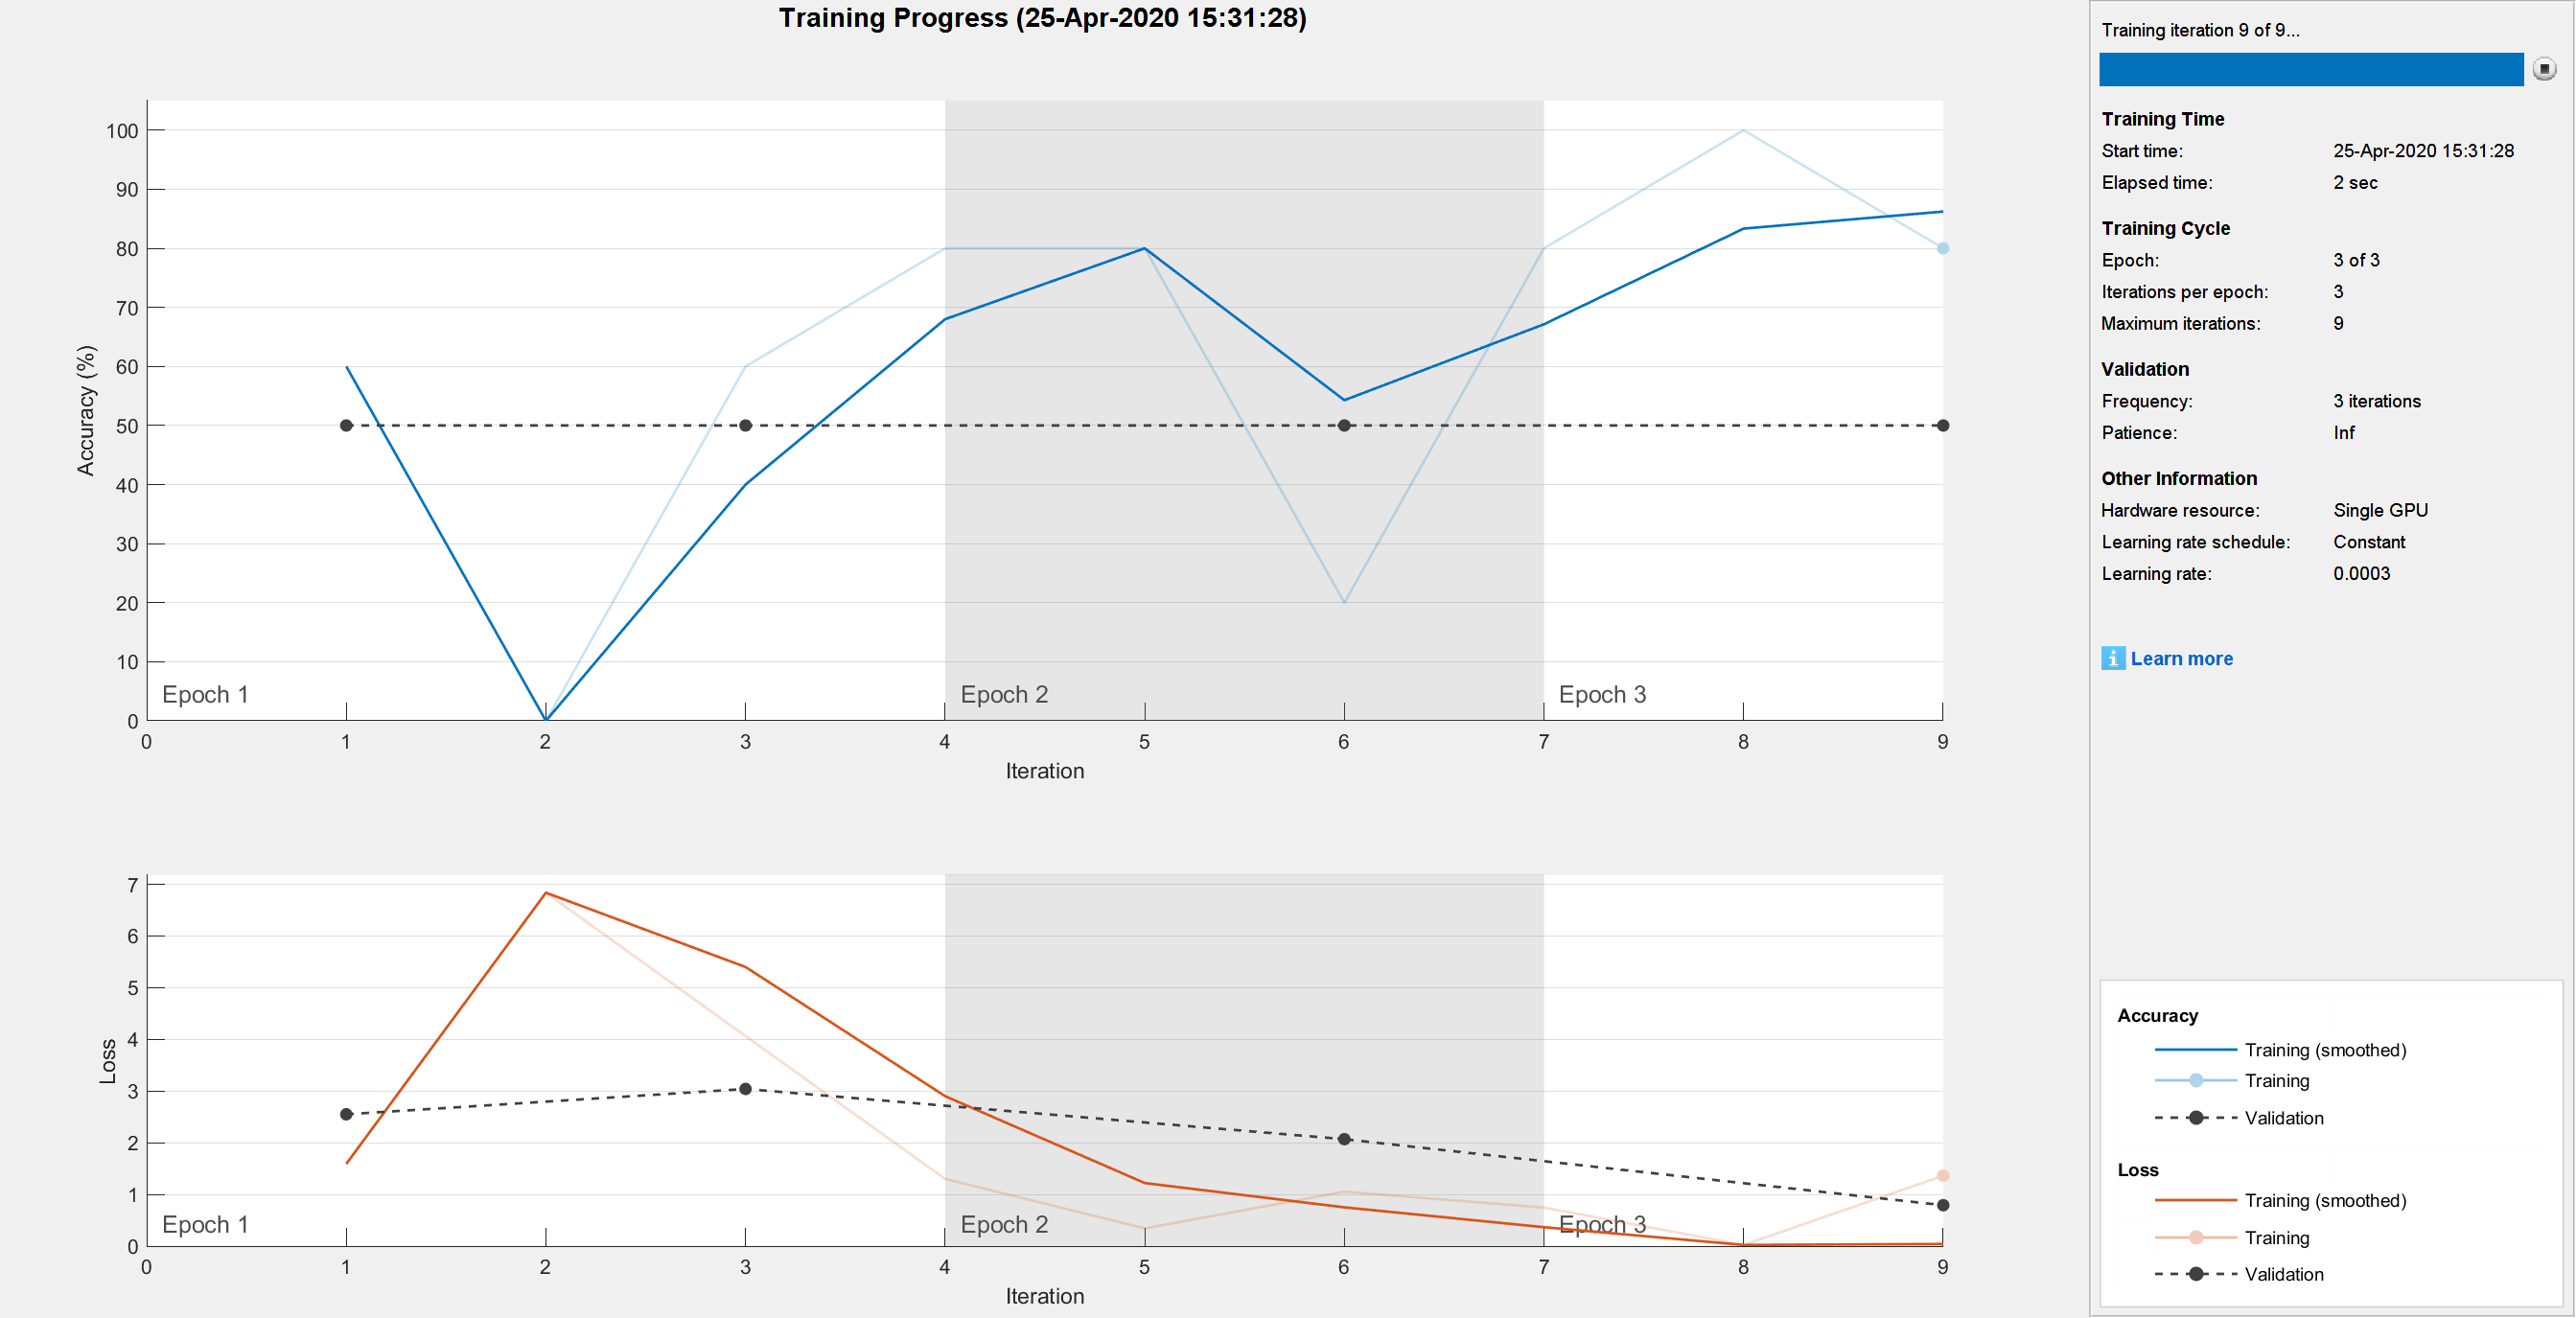 Training Progress (25-Apr-2020 15:31:28)
100
90
80
70
60
50
40
30
20
10
0
Accuracy (%)
Epoch 1
Epoch 2
Epoch 3
0 1 2 3 4 5 6 7 8 9
Iteration
7
6
5
4
3
2
1
0
Loss
Epoch 1
Epoch 2
Epoch 3
0 1 2 3 4 5 6 7 8 9
Iteration
Training iteration 9 of 9...
Training Time
Start time: 25-Apr-2020 15:31:28
Elapsed time: 2 sec
Training Cycle
Epoch: 3 of 3
Iterations per epoch: 3
Maximum iterations: 9
Validation
Frequency: 3 iterations
Patience: Inf
Other Information
Hardware resource: Single GPU
Learning rate schedule: Constant
Learning rate: 0.0003
i Learn more
Accuracy
Training (smoothed)
Training
Validation
Loss
Training (smoothed)
Training
Validation